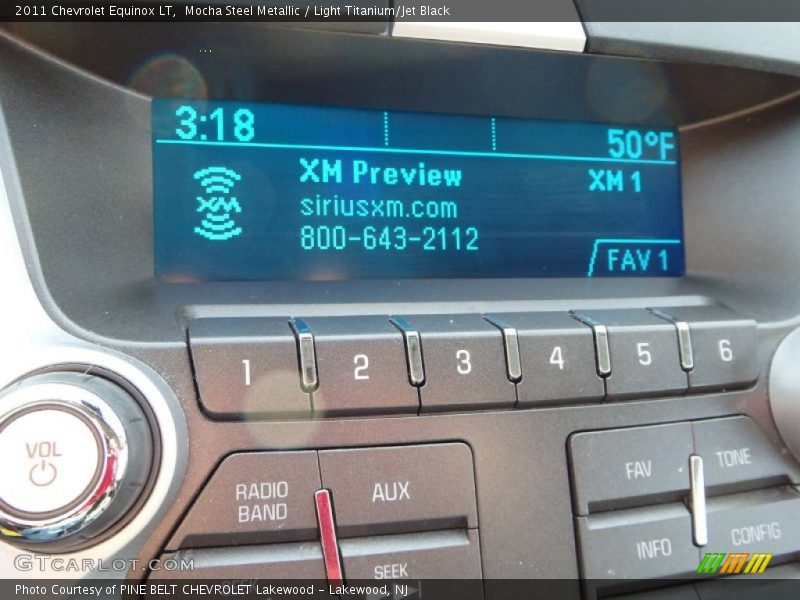 2011 Chevrolet Equinox LT, Mocha Steel Metallic / Light Titanium/Jet Black
3:18
50°F
XM Preview
XM 1
XM
siriusxm.com
800-643-2112
FAV 1
1 2 3 4 5 6
VOL
RADIO BAND
AUX
FAV
TONE
INFO
CONFIG
SEEK
GTCARLOT.COM
Photo Courtesy of PINE BELT CHEVROLET Lakewood - Lakewood, NJ